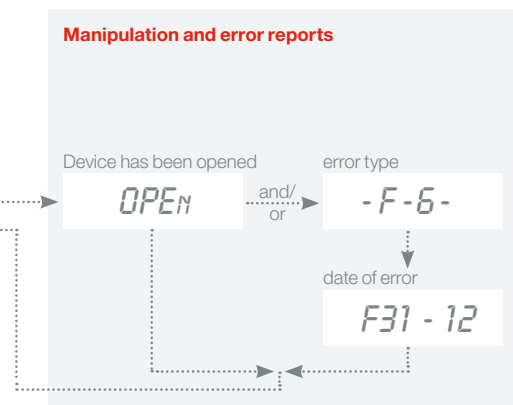 Manipulation and error reports
Device has been opened
OPEn
and/
or
error type
-F-6-
date of error
F31-12